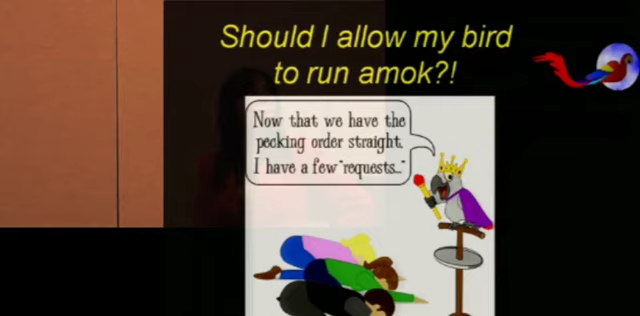 Should I allow my bird
to run amok?!
Now that we have the
pecking order straight,
I have a few "requests..."